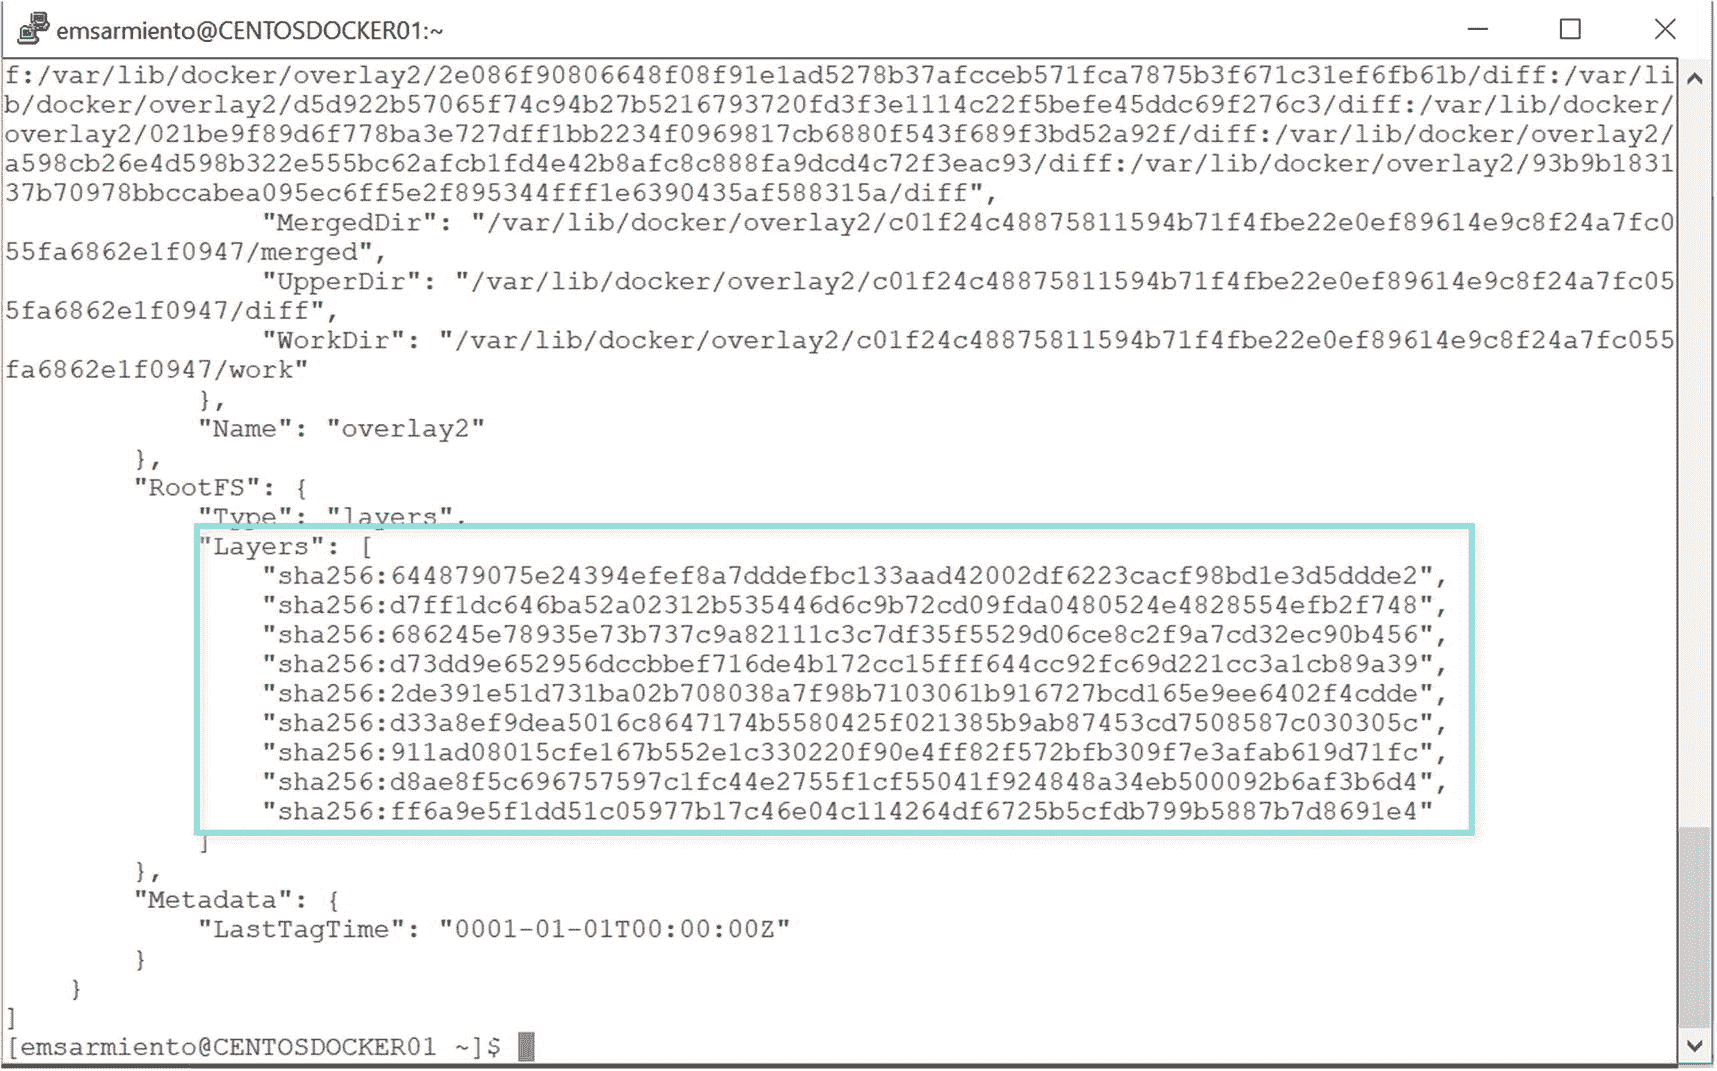 emsarmiento@CENTOSDOCKER01:~
f:/var/lib/docker/overlay2/2e086f90806648f08f91e1ad5278b37afcceb571fca7875b3f671c31ef6fb61b/diff:/var/li
b/docker/overlay2/d5d922b57065f74c94b27b5216793720fd3f3e1114c22f5befe45ddc69f276c3/diff:/var/lib/docker/
overlay2/021be9f89d6f778ba3e727dff1bb2234f0969817cb6880f543f689f3bd52a92f/diff:/var/lib/docker/overlay2/
a598cb26e4d598b322e555bc62afcb1fd4e42b8afc8c888fa9dcd4c72f3eac93/diff:/var/lib/docker/overlay2/93b9b1831
37b70978bbccabea095ec6ff5e2f895344fff1e6390435af588315a/diff",
                "MergedDir": "/var/lib/docker/overlay2/c01f24c48875811594b71f4fbe22e0ef89614e9c8f24a7fc0
55fa6862e1f0947/merged",
                "UpperDir": "/var/lib/docker/overlay2/c01f24c48875811594b71f4fbe22e0ef89614e9c8f24a7fc05
5fa6862e1f0947/diff",
                "WorkDir": "/var/lib/docker/overlay2/c01f24c48875811594b71f4fbe22e0ef89614e9c8f24a7fc055
fa6862e1f0947/work"
            },
            "Name": "overlay2"
        },
        "RootFS": {
            "Type": "layers",
            "Layers": [
                "sha256:644879075e24394efef8a7dddefbc133aad42002df6223cacf98bd1e3d5ddde2",
                "sha256:d7ff1dc646ba52a02312b535446d6c9b72cd09fda0480524e4828554efb2f748",
                "sha256:686245e78935e73b737c9a82111c3c7df35f5529d06ce8c2f9a7cd32ec90b456",
                "sha256:d73dd9e652956dccbbef716de4b172cc15fff644cc92fc69d221cc3a1cb89a39",
                "sha256:2de391e51d731ba02b708038a7f98b7103061b916727bcd165e9ee6402f4cdde",
                "sha256:d33a8ef9dea5016c8647174b5580425f021385b9ab87453cd7508587c030305c",
                "sha256:911ad08015cfe167b552e1c330220f90e4ff82f572bfb309f7e3afab619d71fc",
                "sha256:d8ae8f5c696757597c1fc44e2755f1cf55041f924848a34eb500092b6af3b6d4",
                "sha256:ff6a9e5f1dd51c05977b17c46e04c114264df6725b5cfdb799b5887b7d8691e4"
            ]
        },
        "Metadata": {
            "LastTagTime": "0001-01-01T00:00:00Z"
        }
    }
]
[emsarmiento@CENTOSDOCKER01 ~]$